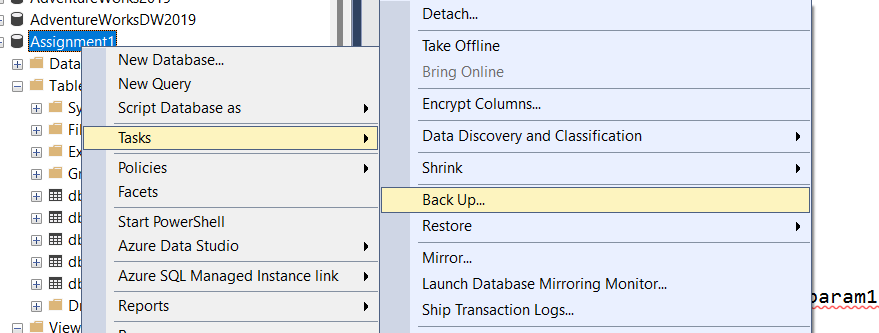 AdventureWorks2019
AdventureWorksDW2019
Assignment1
Data
Table
Sy
Fil
Ex
Gr
db
db
db
db
db
Dr
View
New Database...
New Query
Script Database as
Tasks
Policies
Facets
Start PowerShell
Azure Data Studio
Azure SQL Managed Instance link
Reports
Detach...
Take Offline
Bring Online
Encrypt Columns...
Data Discovery and Classification
Shrink
Back Up...
Restore
Mirror...
Launch Database Mirroring Monitor...
Ship Transaction Logs...
param1